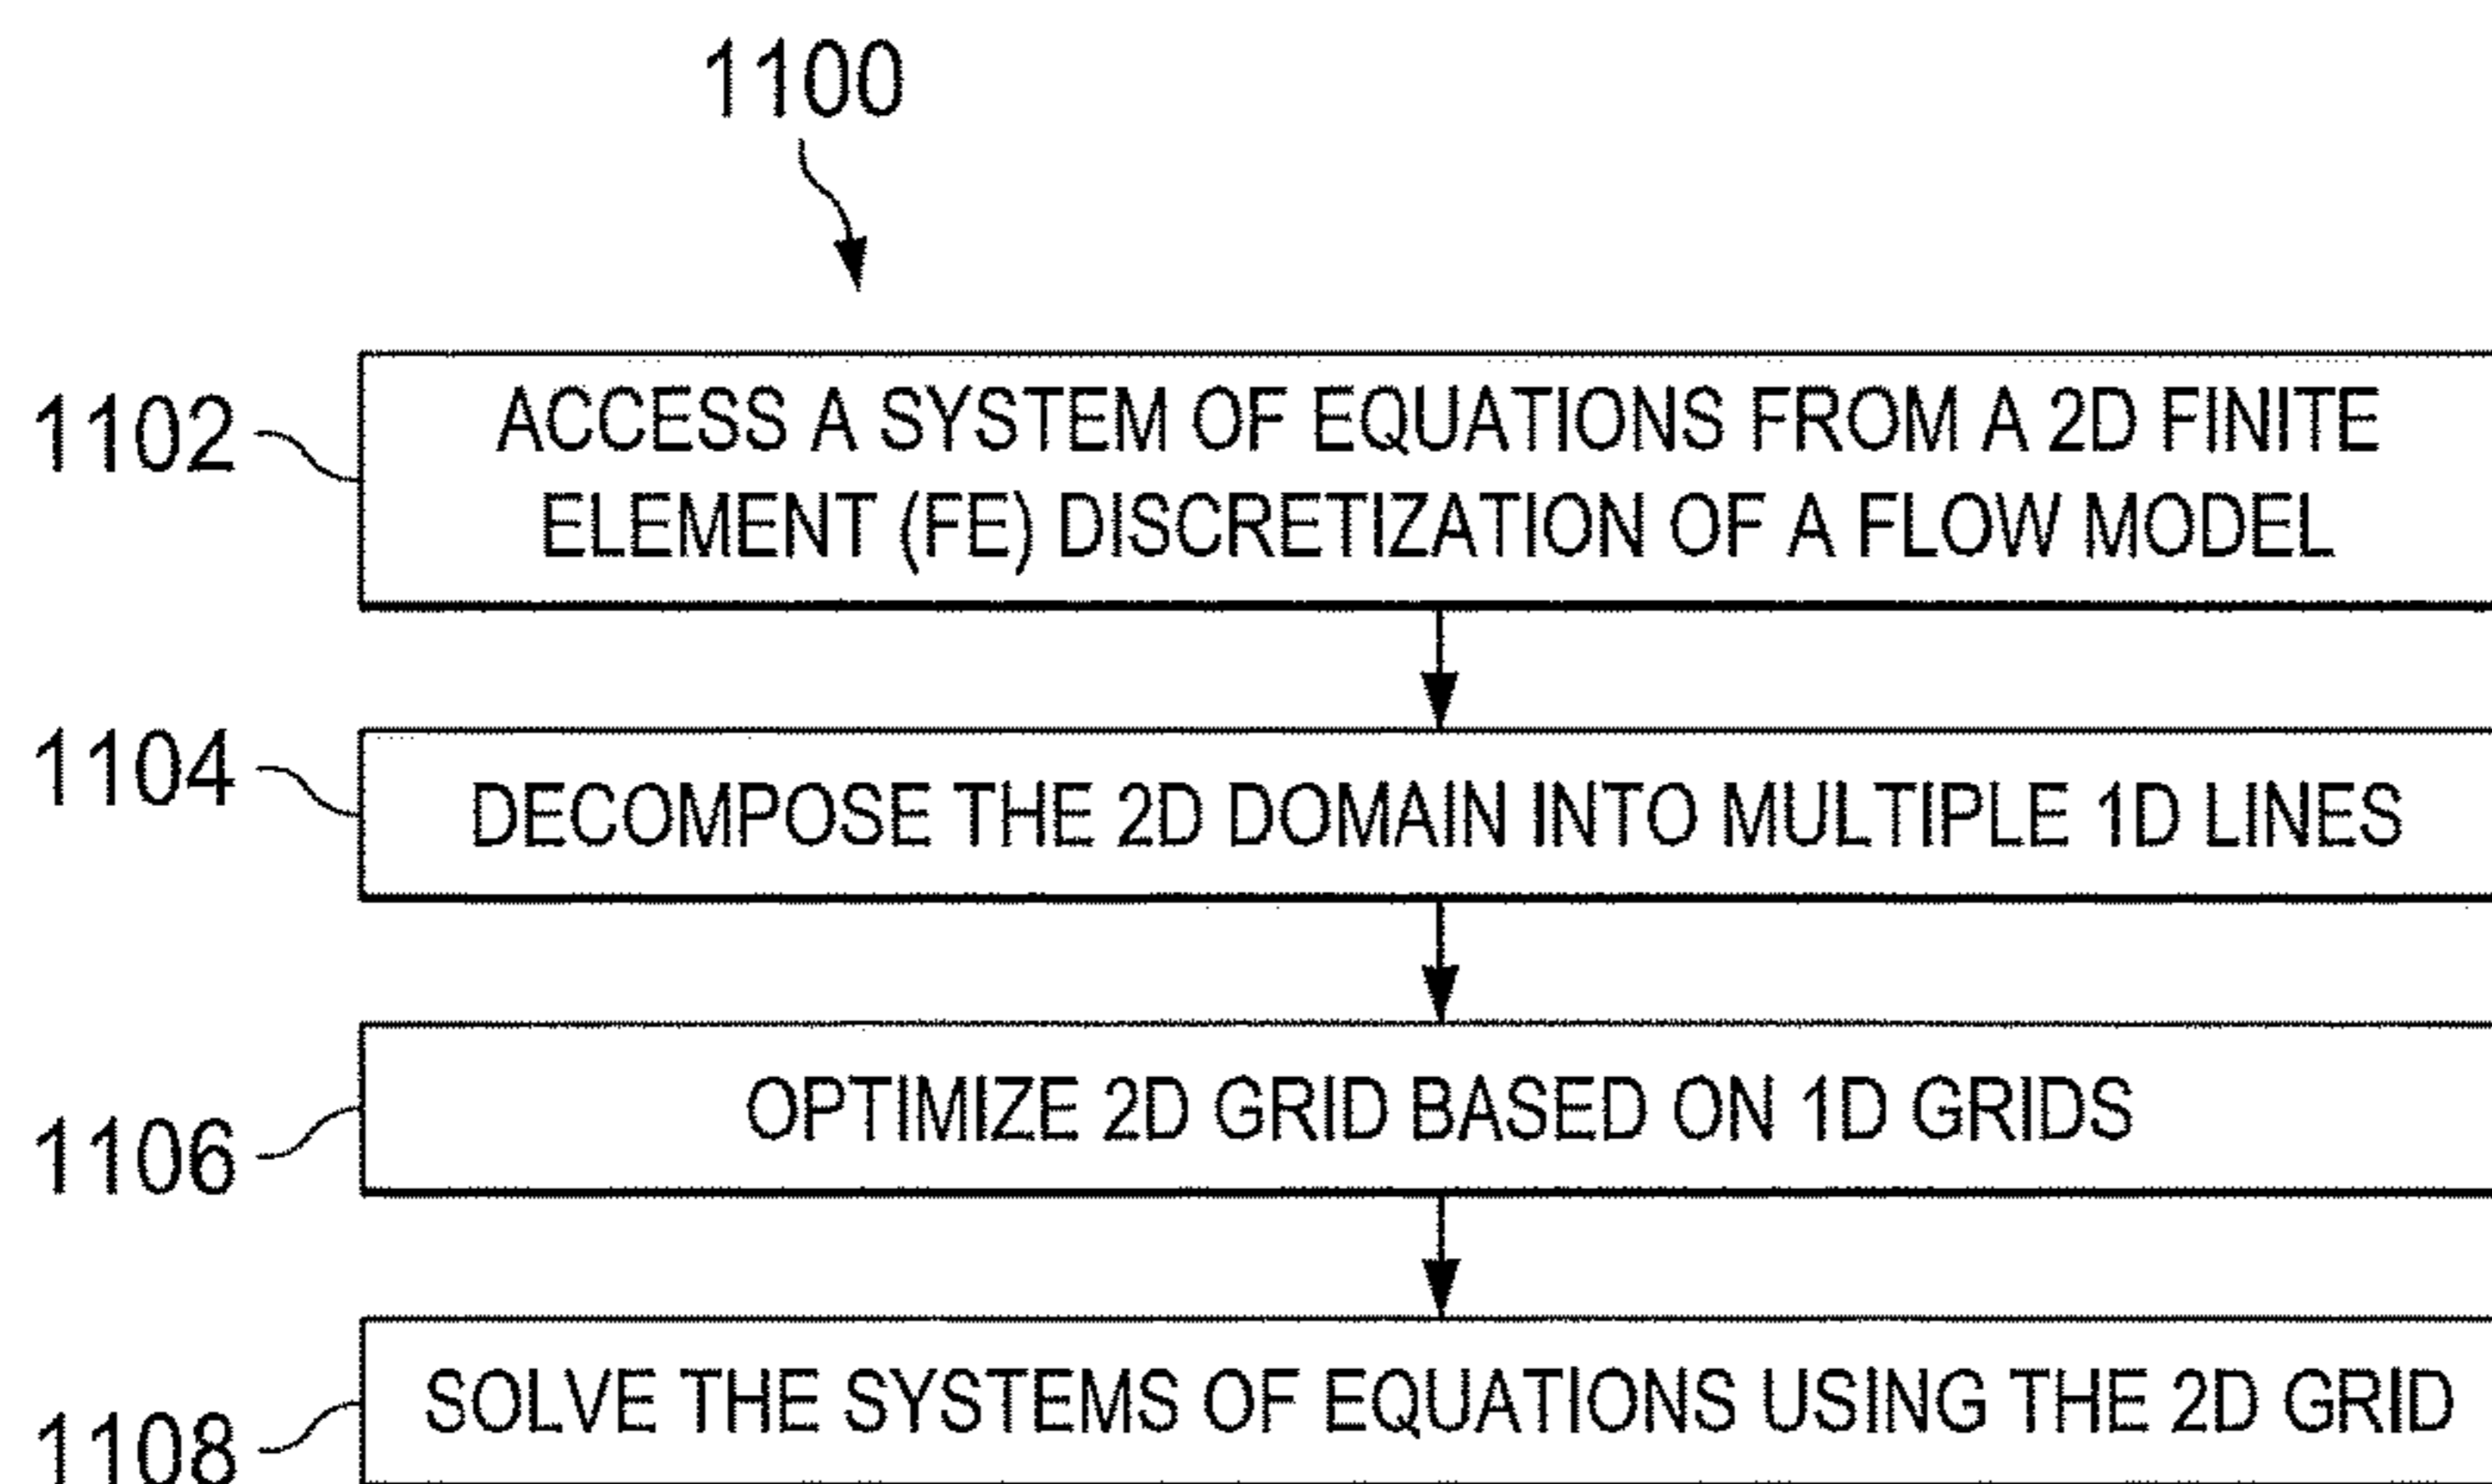 1100
1102
ACCESS A SYSTEM OF EQUATIONS FROM A 2D FINITE
ELEMENT (FE) DISCRETIZATION OF A FLOW MODEL
1104
DECOMPOSE THE 2D DOMAIN INTO MULTIPLE 1D LINES
1106
OPTIMIZE 2D GRID BASED ON 1D GRIDS
1108
SOLVE THE SYSTEMS OF EQUATIONS USING THE 2D GRID